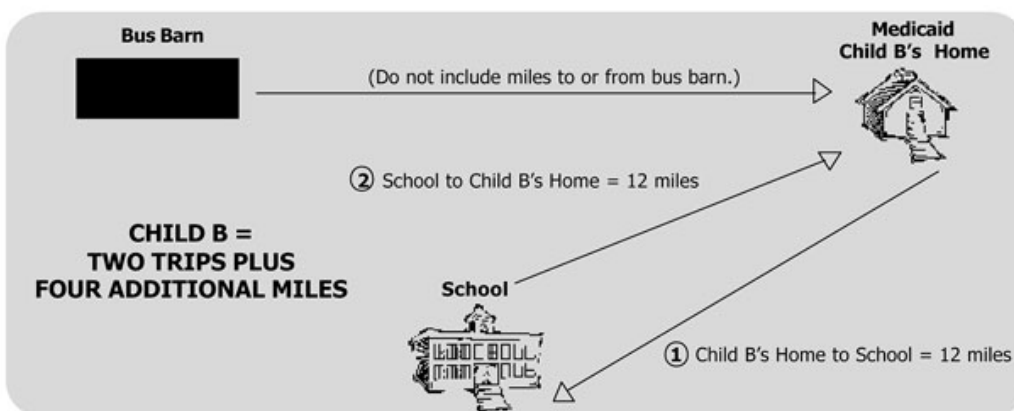 Bus Barn
Medicaid
Child B's Home
(Do not include miles to or from bus barn.)
② School to Child B's Home = 12 miles
CHILD B =
TWO TRIPS PLUS
FOUR ADDITIONAL MILES
School
① Child B's Home to School = 12 miles